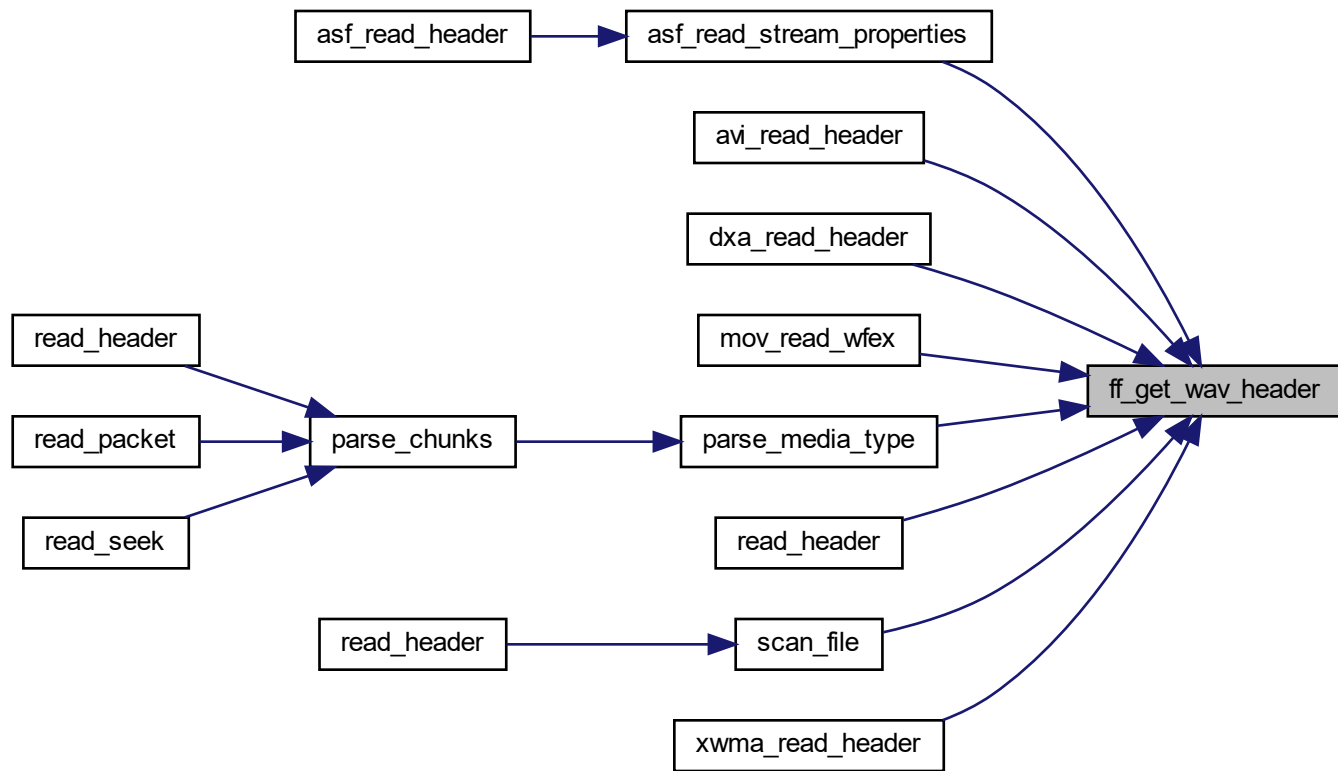 asf_read_header
asf_read_stream_properties
avi_read_header
dxa_read_header
read_header
mov_read_wfex
ff_get_wav_header
read_packet
parse_chunks
parse_media_type
read_seek
read_header
read_header
scan_file
xwma_read_header